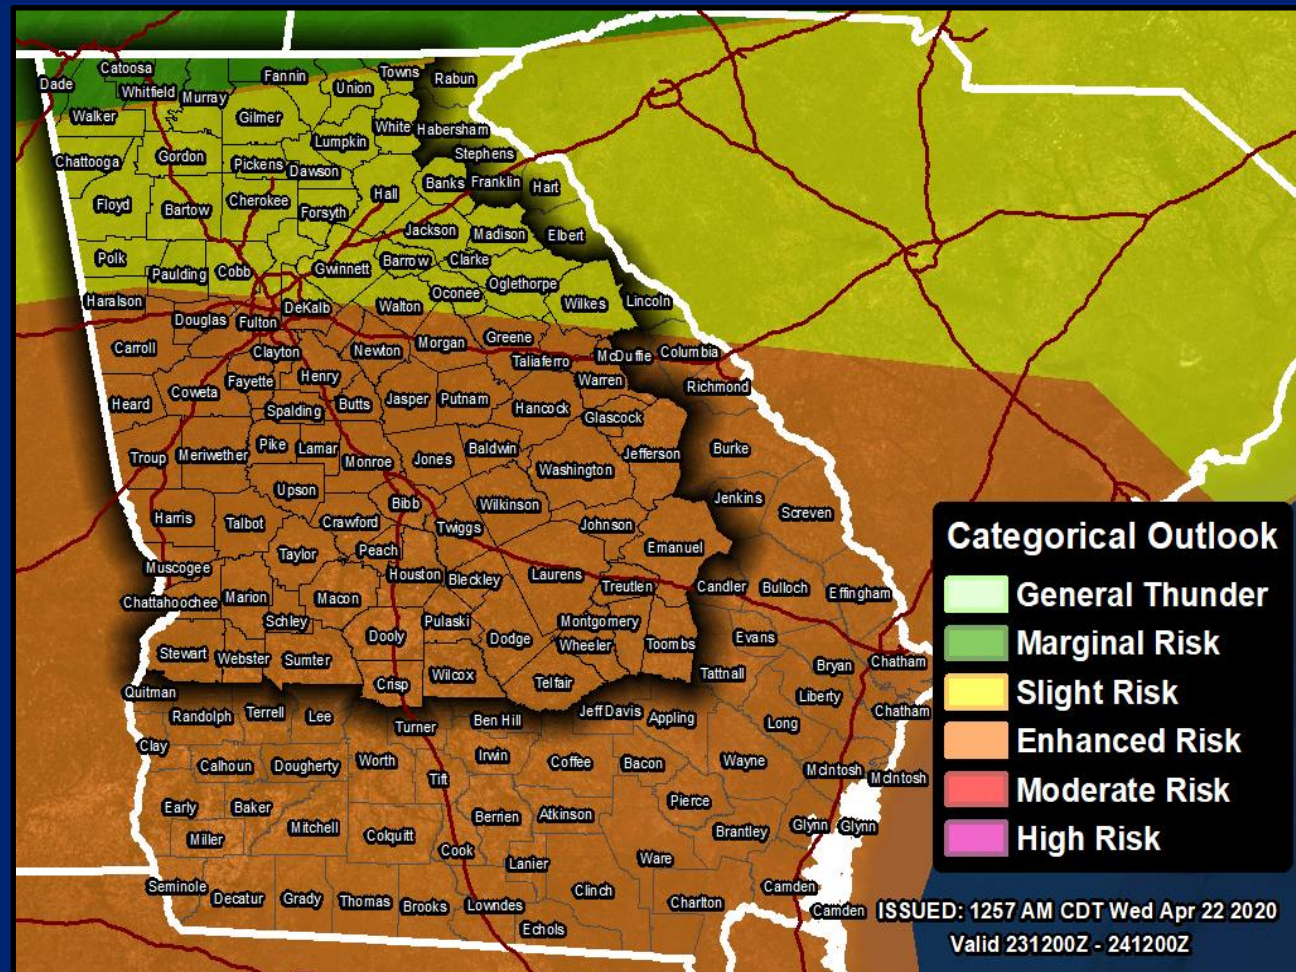 Dade
Catoosa
Whitfield
Murray
Fannin
Union
Towns
Rabun
Walker
Gilmer
Lumpkin
White
Habersham
Chattooga
Gordon
Pickens
Dawson
Stephens
Floyd
Bartow
Cherokee
Forsyth
Hall
Banks
Franklin
Hart
Jackson
Madison
Elbert
Polk
Paulding
Cobb
Gwinnett
Barrow
Clarke
Oconee
Oglethorpe
Haralson
Douglas
Fulton
DeKalb
Walton
Wilkes
Lincoln
Carroll
Clayton
Newton
Morgan
Greene
Taliaferro
McDuffie
Columbia
Heard
Coweta
Fayette
Henry
Spalding
Butts
Jasper
Putnam
Hancock
Warren
Glascock
Richmond
Troup
Meriwether
Pike
Lamar
Monroe
Jones
Baldwin
Washington
Jefferson
Burke
Upson
Bibb
Wilkinson
Jenkins
Screven
Harris
Talbot
Crawford
Twiggs
Johnson
Emanuel
Muscogee
Taylor
Peach
Houston
Bleckley
Laurens
Treutlen
Candler
Bulloch
Effingham
Chattahoochee
Marion
Macon
Schley
Dooly
Pulaski
Dodge
Montgomery
Wheeler
Toombs
Evans
Stewart
Webster
Sumter
Crisp
Wilcox
Telfair
Tattnall
Bryan
Chatham
Quitman
Randolph
Terrell
Lee
Turner
Ben Hill
Jeff Davis
Appling
Long
Liberty
Chatham
Clay
Calhoun
Dougherty
Worth
Tift
Irwin
Coffee
Bacon
Wayne
McIntosh
McIntosh
Early
Baker
Miller
Mitchell
Colquitt
Berrien
Atkinson
Pierce
Brantley
Glynn
Glynn
Cook
Lanier
Ware
Seminole
Decatur
Grady
Thomas
Brooks
Lowndes
Clinch
Charlton
Camden
Camden
Echols
Categorical Outlook
General Thunder
Marginal Risk
Slight Risk
Enhanced Risk
Moderate Risk
High Risk
ISSUED: 1257 AM CDT Wed Apr 22 2020
Valid 231200Z - 241200Z